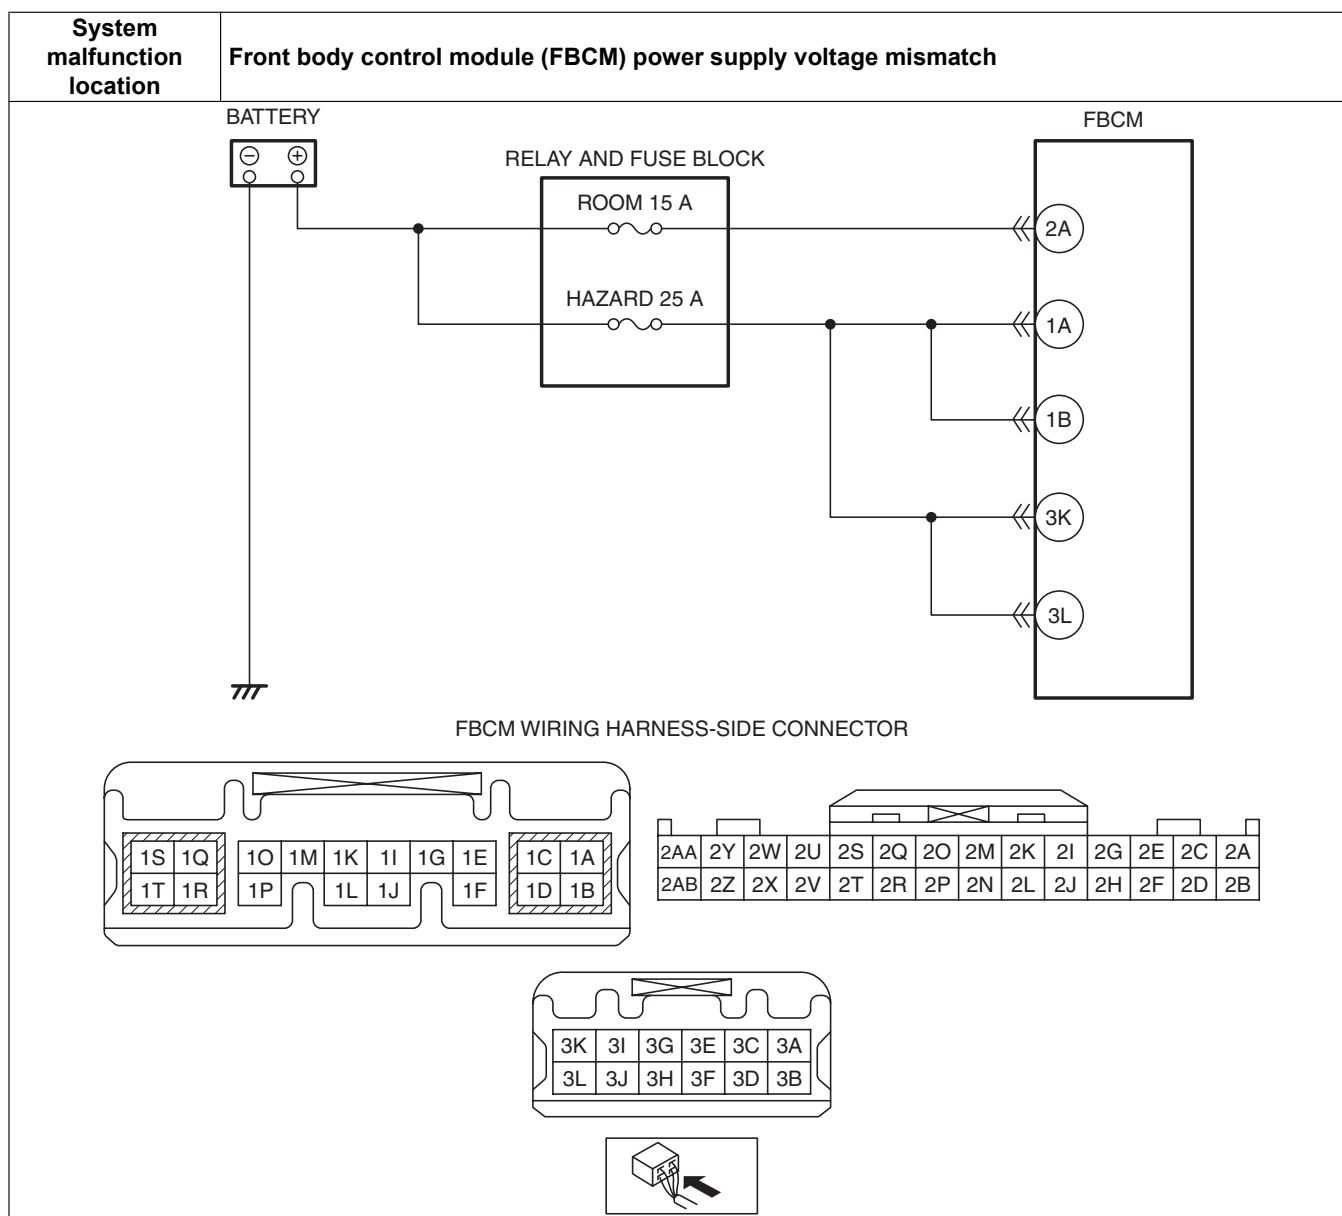 System
malfunction
location
Front body control module (FBCM) power supply voltage mismatch
BATTERY
FBCM
RELAY AND FUSE BLOCK
ROOM 15 A
2A
HAZARD 25 A
1A
1B
3K
3L
FBCM WIRING HARNESS-SIDE CONNECTOR
1S 1Q 1O 1M 1K 1I 1G 1E 1C 1A
1T 1R 1P 1L 1J 1F 1D 1B
2AA 2Y 2W 2U 2S 2Q 2O 2M 2K 2I 2G 2E 2C 2A
2AB 2Z 2X 2V 2T 2R 2P 2N 2L 2J 2H 2F 2D 2B
3K 3I 3G 3E 3C 3A
3L 3J 3H 3F 3D 3B